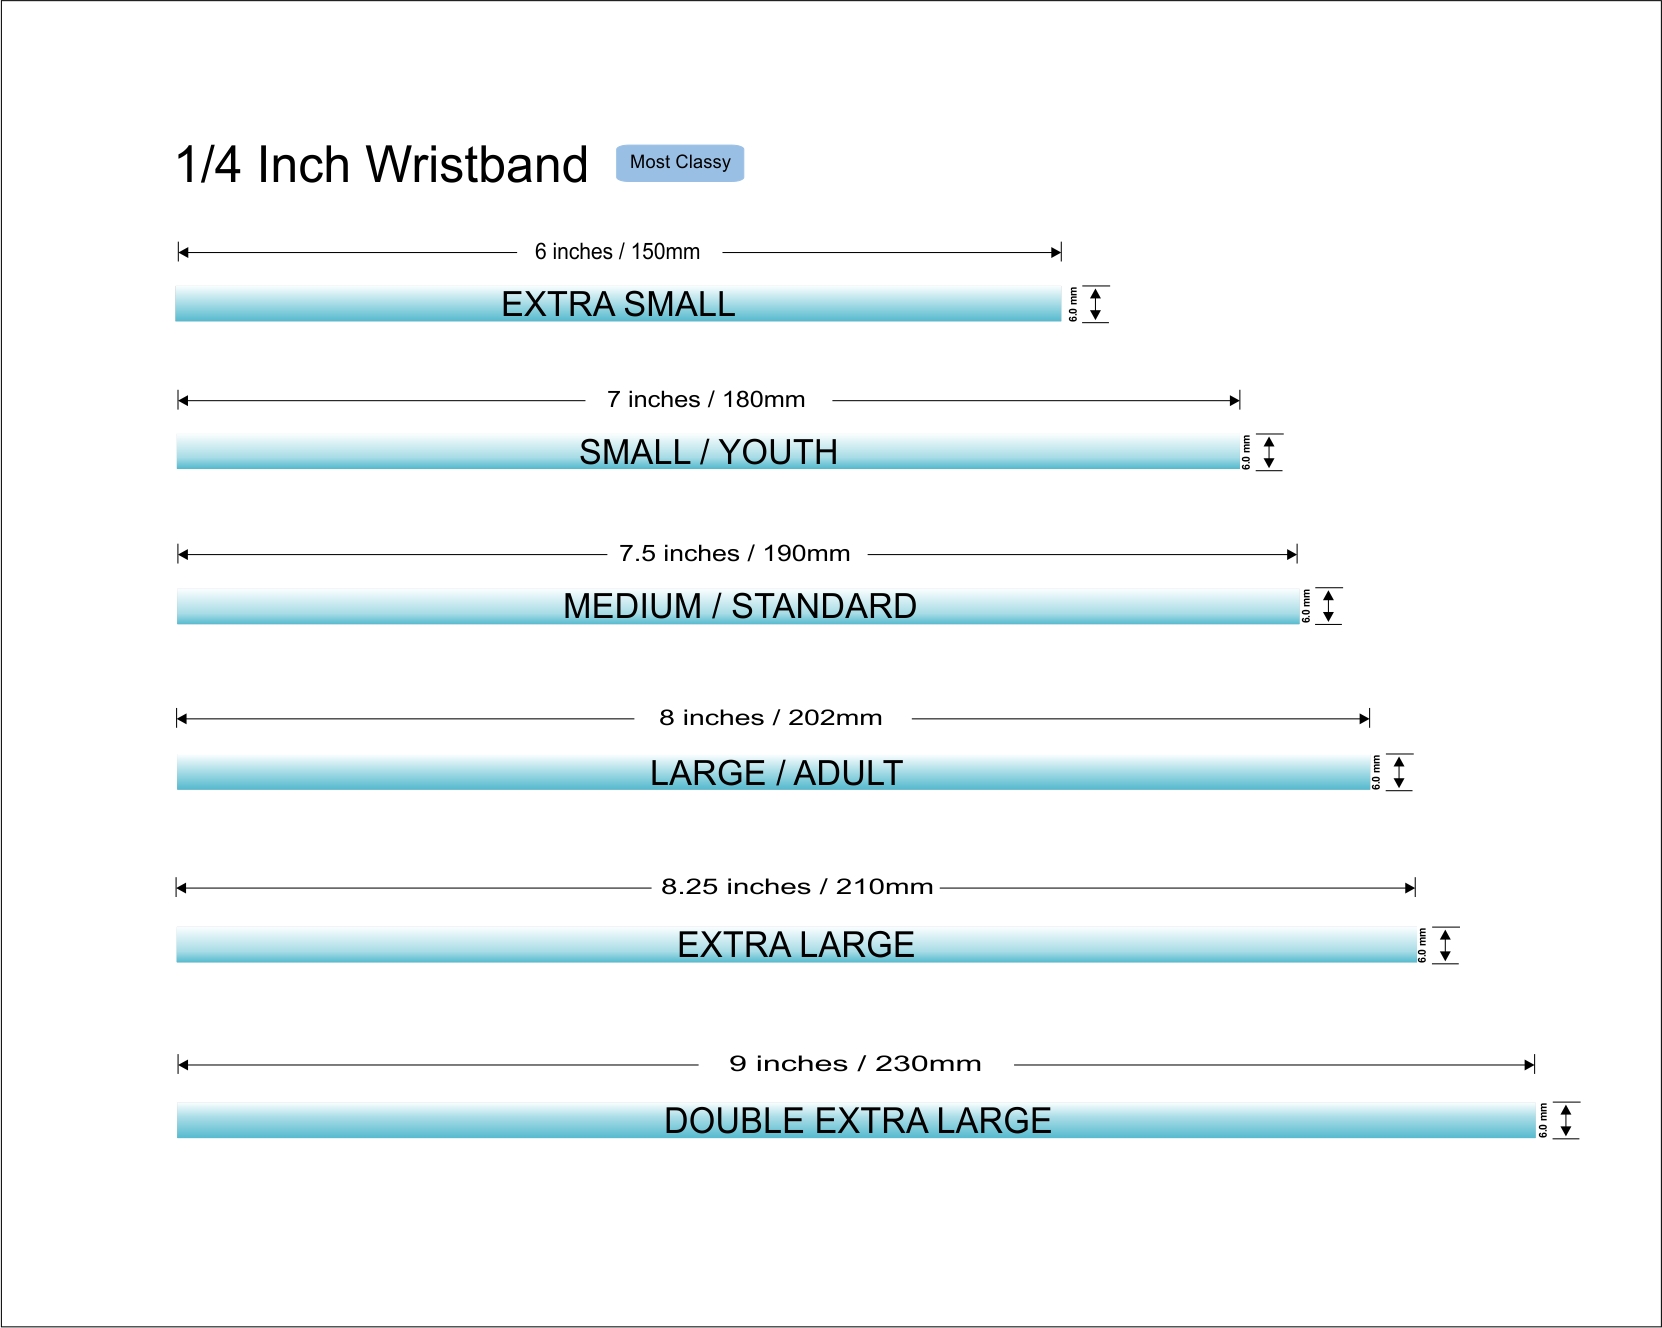 1/4 Inch Wristband Most Classy
6 inches / 150mm
EXTRA SMALL 6.0 mm
7 inches / 180mm
SMALL / YOUTH 6.0 mm
7.5 inches / 190mm
MEDIUM / STANDARD 6.0 mm
8 inches / 202mm
LARGE / ADULT 6.0 mm
8.25 inches / 210mm
EXTRA LARGE 6.0 mm
9 inches / 230mm
DOUBLE EXTRA LARGE 6.0 mm